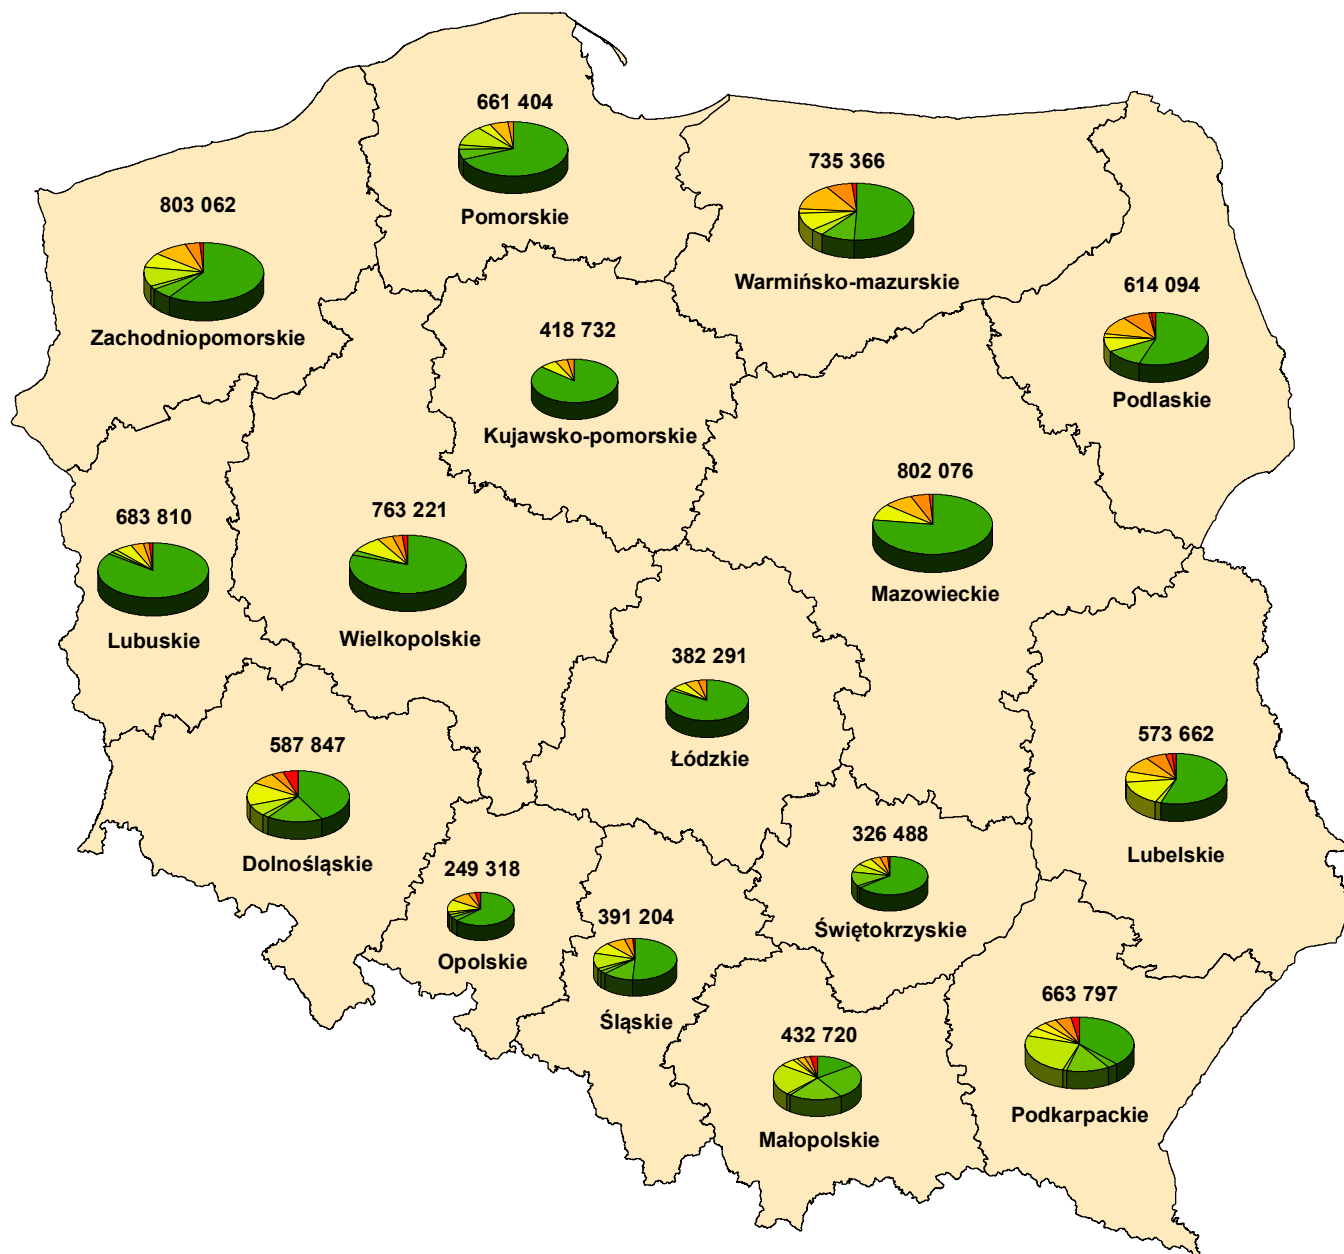 661 404
Pomorskie
735 366
Warmińsko-mazurskie
803 062
Zachodniopomorskie
614 094
Podlaskie
418 732
Kujawsko-pomorskie
802 076
Mazowieckie
683 810
Lubuskie
763 221
Wielkopolskie
382 291
Łódzkie
573 662
Lubelskie
587 847
Dolnośląskie
326 488
Świętokrzyskie
249 318
Opolskie
391 204
Śląskie
663 797
Podkarpackie
432 720
Małopolskie